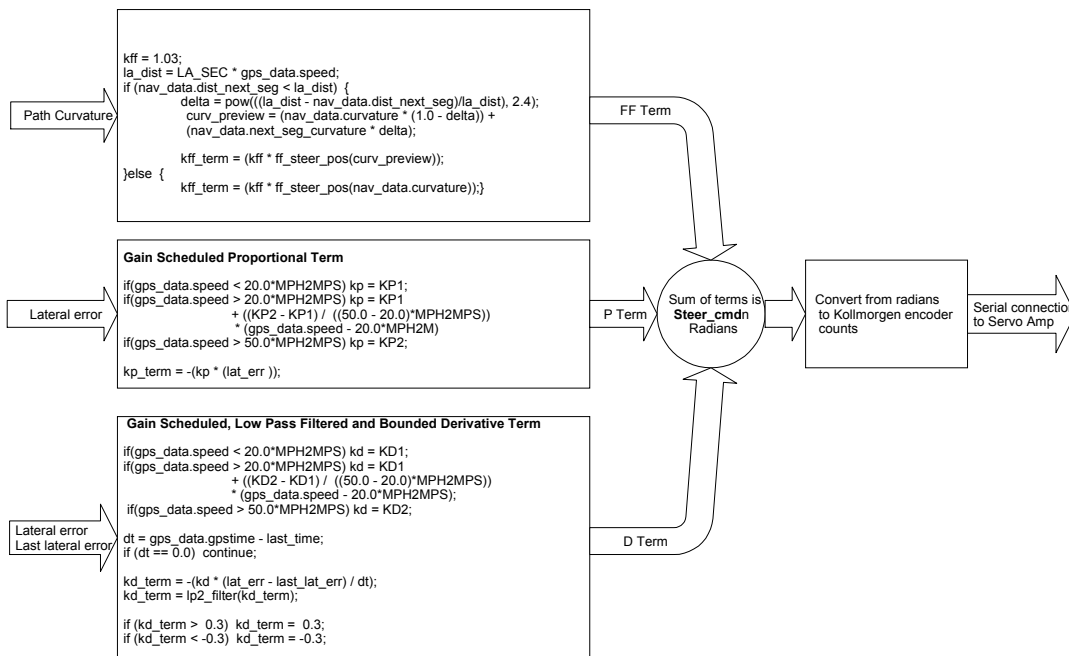 kff = 1.03;
la_dist = LA_SEC * gps_data.speed;
if (nav_data.dist_next_seg < la_dist) {
delta = pow(((la_dist - nav_data.dist_next_seg)/la_dist), 2.4);
curv_preview = (nav_data.curvature * (1.0 - delta)) +
(nav_data.next_seg_curvature * delta);
kff_term = (kff * ff_steer_pos(curv_preview));
}else {
kff_term = (kff * ff_steer_pos(nav_data.curvature));}
Path Curvature
FF Term
Gain Scheduled Proportional Term
if(gps_data.speed < 20.0*MPH2MPS) kp = KP1;
if(gps_data.speed > 20.0*MPH2MPS) kp = KP1
+ ((KP2 - KP1) / ((50.0 - 20.0)*MPH2MPS))
* (gps_data.speed - 20.0*MPH2M)
if(gps_data.speed > 50.0*MPH2MPS) kp = KP2;
kp_term = -(kp * (lat_err ));
Lateral error
P Term
Sum of terms is
Steer_cmdn
Radians
Convert from radians
to Kollmorgen encoder
counts
Serial connection
to Servo Amp
Gain Scheduled, Low Pass Filtered and Bounded Derivative Term
if(gps_data.speed < 20.0*MPH2MPS) kd = KD1;
if(gps_data.speed > 20.0*MPH2MPS) kd = KD1
+ ((KD2 - KD1) / ((50.0 - 20.0)*MPH2MPS))
* (gps_data.speed - 20.0*MPH2MPS);
if(gps_data.speed > 50.0*MPH2MPS) kd = KD2;
dt = gps_data.gpstime - last_time;
if (dt == 0.0) continue;
kd_term = -(kd * (lat_err - last_lat_err) / dt);
kd_term = lp2_filter(kd_term);
if (kd_term > 0.3) kd_term = 0.3;
if (kd_term < -0.3) kd_term = -0.3;
Lateral error
Last lateral error
D Term